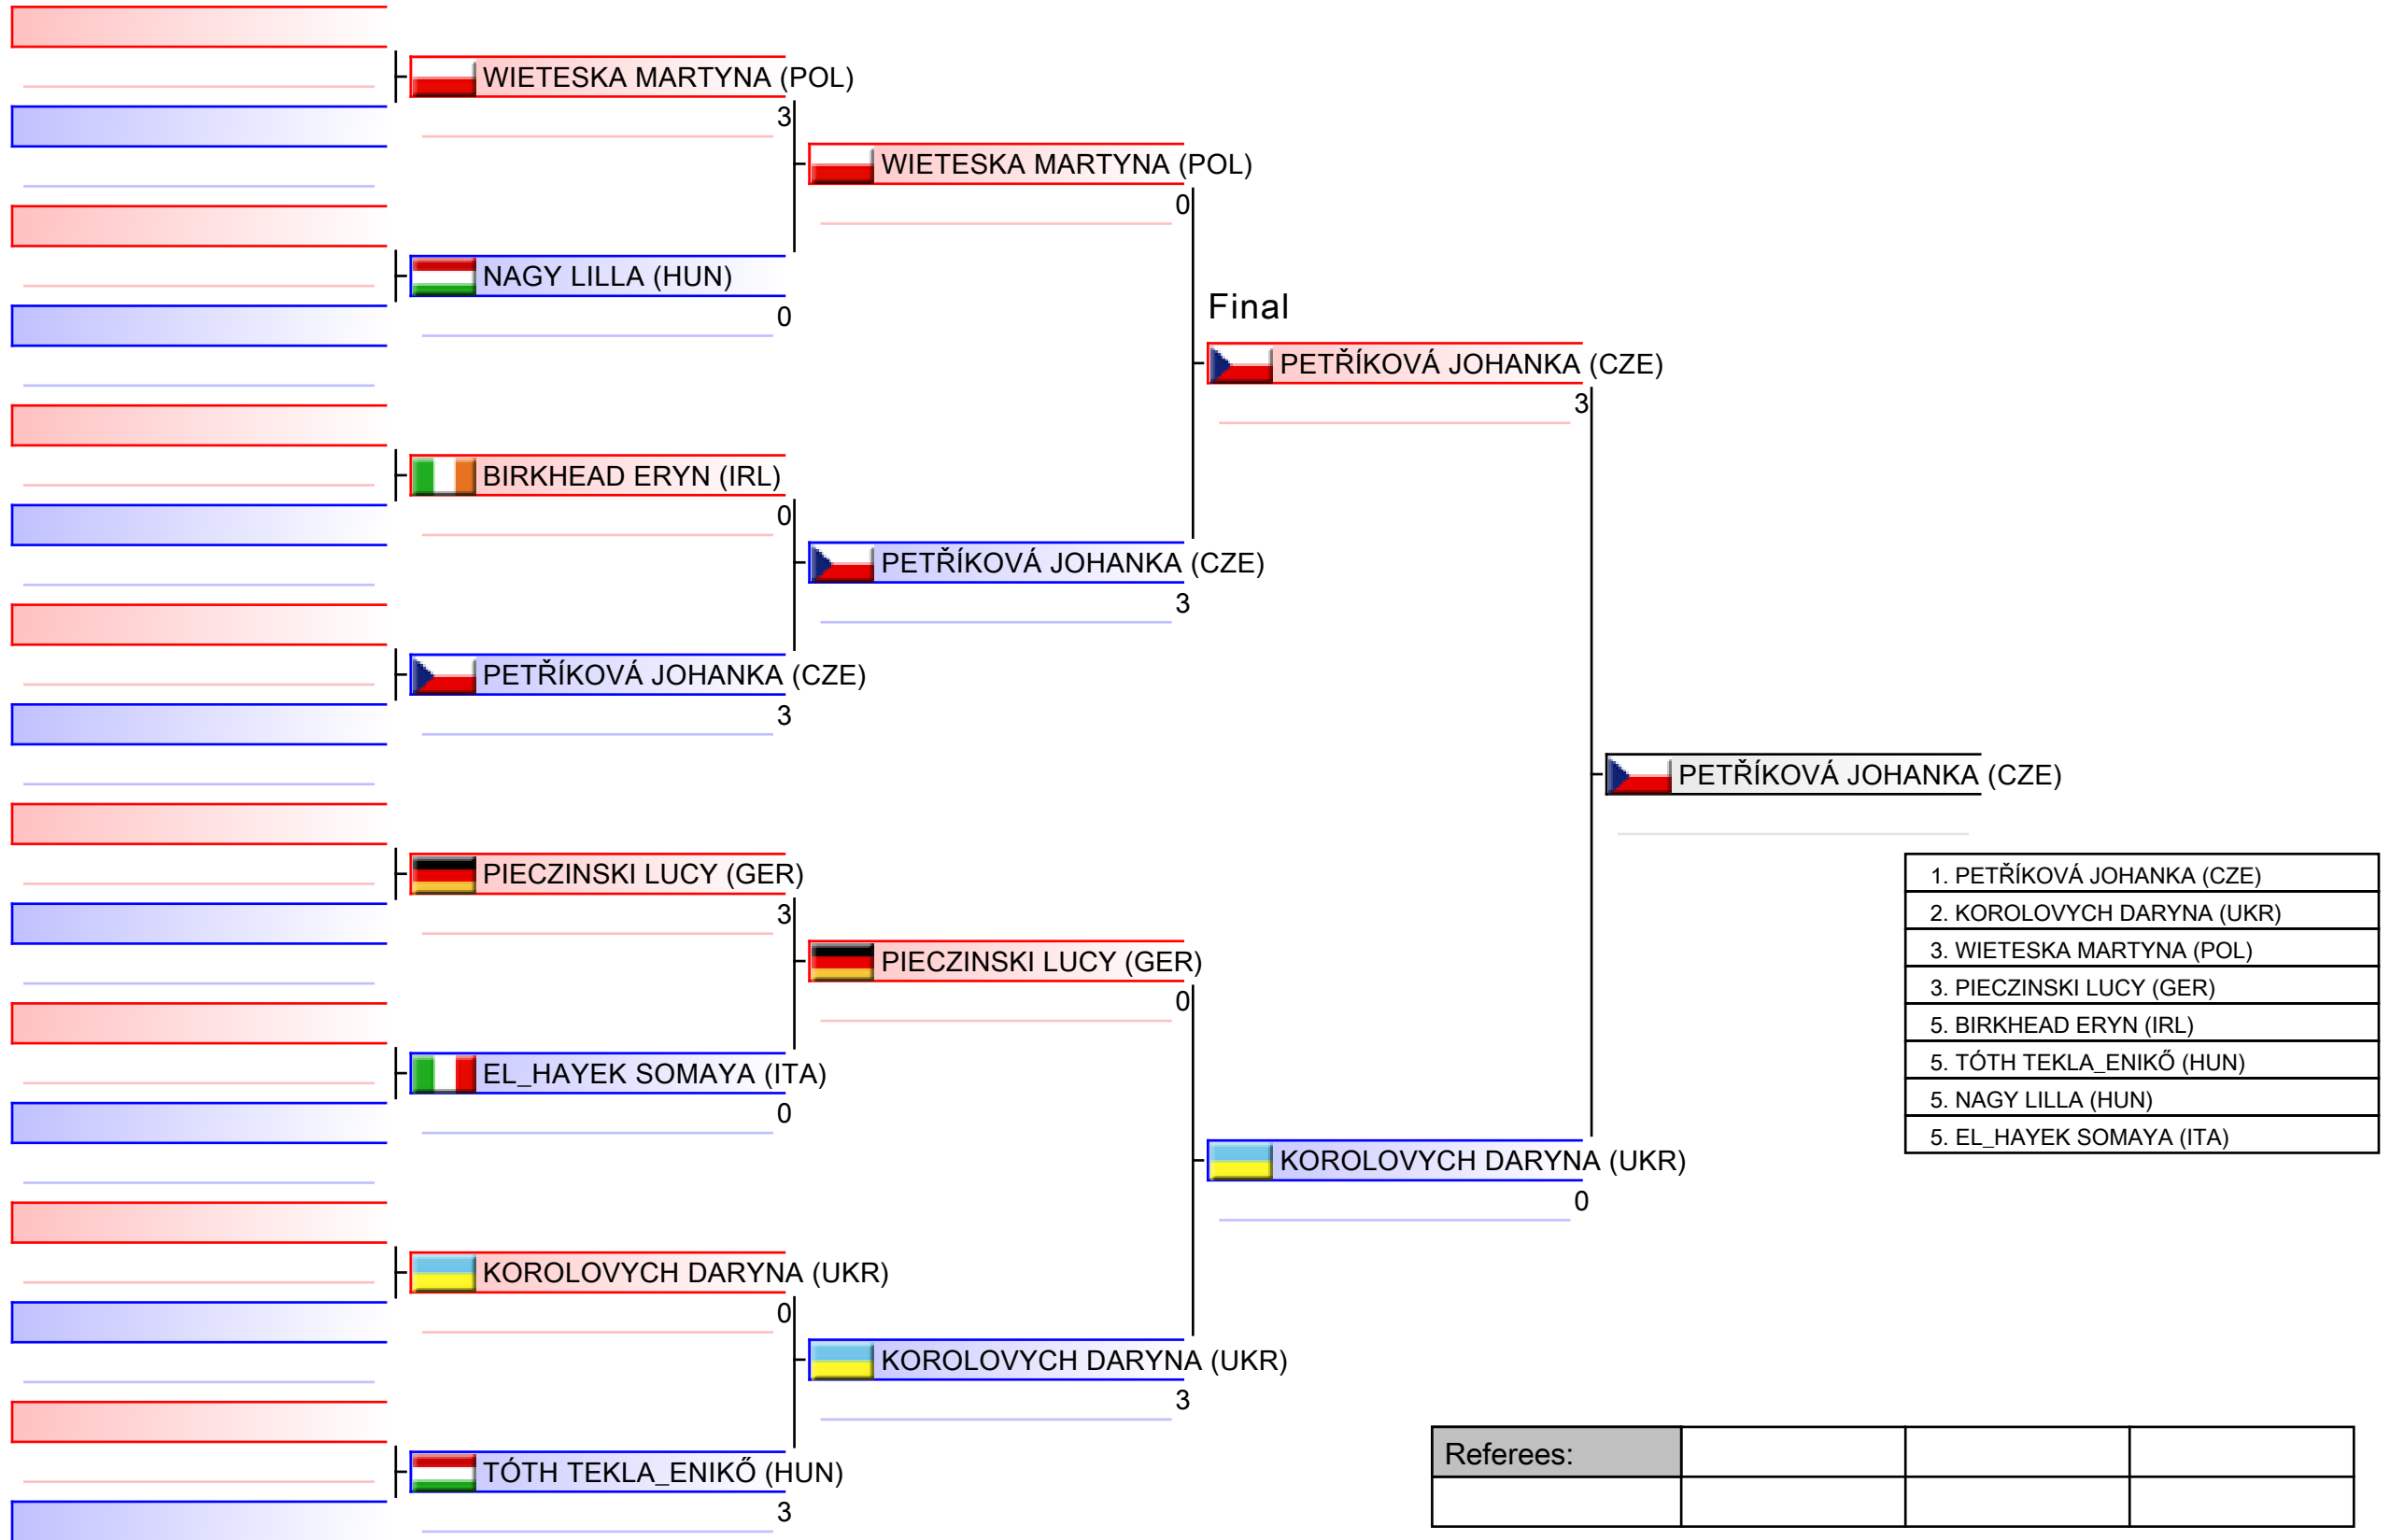 WIETESKA MARTYNA (POL)
3
NAGY LILLA (HUN)
0
BIRKHEAD ERYN (IRL)
0
PETŘÍKOVÁ JOHANKA (CZE)
3
PIECZINSKI LUCY (GER)
3
EL_HAYEK SOMAYA (ITA)
0
KOROLOVYCH DARYNA (UKR)
0
TÓTH TEKLA_ENIKŐ (HUN)
3
WIETESKA MARTYNA (POL)
0
PETŘÍKOVÁ JOHANKA (CZE)
3
PIECZINSKI LUCY (GER)
0
KOROLOVYCH DARYNA (UKR)
3
Final
PETŘÍKOVÁ JOHANKA (CZE)
3
KOROLOVYCH DARYNA (UKR)
0
PETŘÍKOVÁ JOHANKA (CZE)
1. PETŘÍKOVÁ JOHANKA (CZE)
2. KOROLOVYCH DARYNA (UKR)
3. WIETESKA MARTYNA (POL)
3. PIECZINSKI LUCY (GER)
5. BIRKHEAD ERYN (IRL)
5. TÓTH TEKLA_ENIKŐ (HUN)
5. NAGY LILLA (HUN)
5. EL_HAYEK SOMAYA (ITA)
Referees: